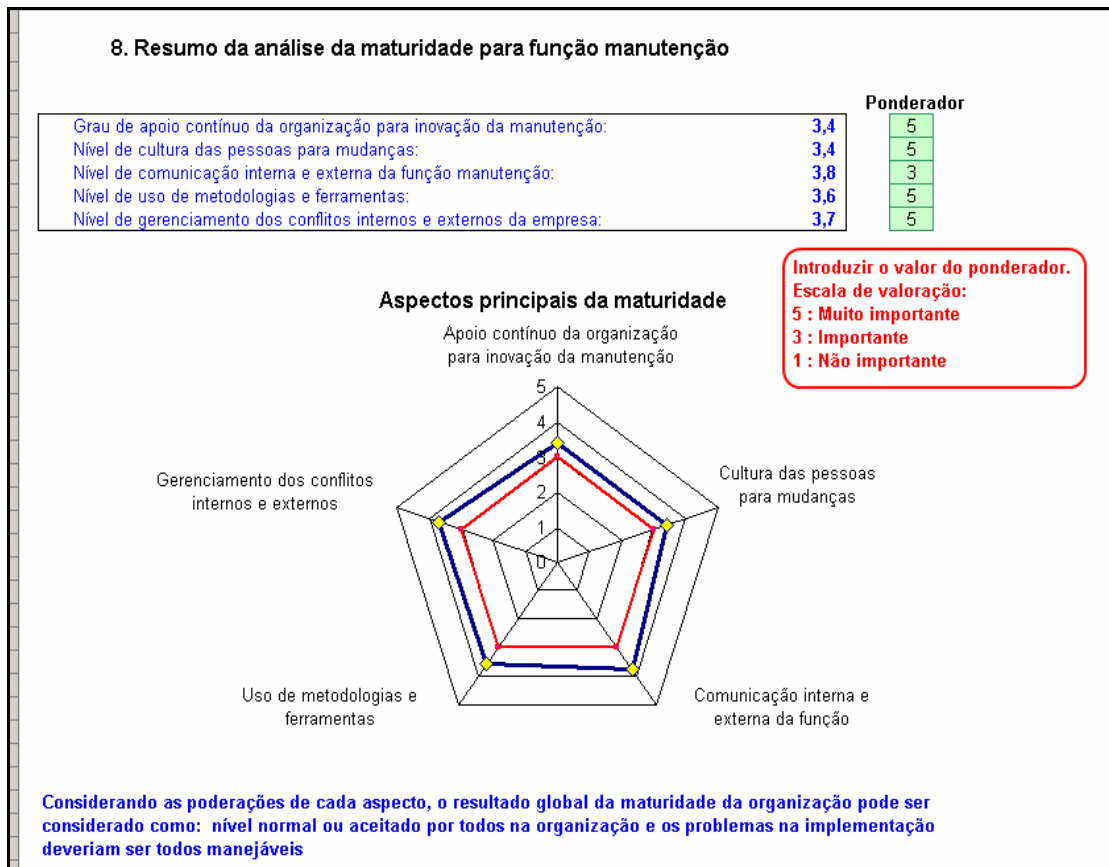 8. Resumo da análise da maturidade para função manutenção
Ponderador
Grau de apoio contínuo da organização para inovação da manutenção: 3,4 5
Nível de cultura das pessoas para mudanças: 3,4 5
Nível de comunicação interna e externa da função manutenção: 3,8 3
Nível de uso de metodologias e ferramentas: 3,6 5
Nível de gerenciamento dos conflitos internos e externos da empresa: 3,7 5
Introduzir o valor do ponderador.
Escala de valoração:
5 : Muito importante
3 : Importante
1 : Não importante
Aspectos principais da maturidade
Apoio contínuo da organização
para inovação da manutenção
5
4
3
2
1
0
Cultura das pessoas
para mudanças
Gerenciamento dos conflitos
internos e externos
Uso de metodologias e
ferramentas
Comunicação interna e
externa da função
Considerando as poderações de cada aspecto, o resultado global da maturidade da organização pode ser
considerado como: nível normal ou aceitado por todos na organização e os problemas na implementação
deveriam ser todos manejáveis